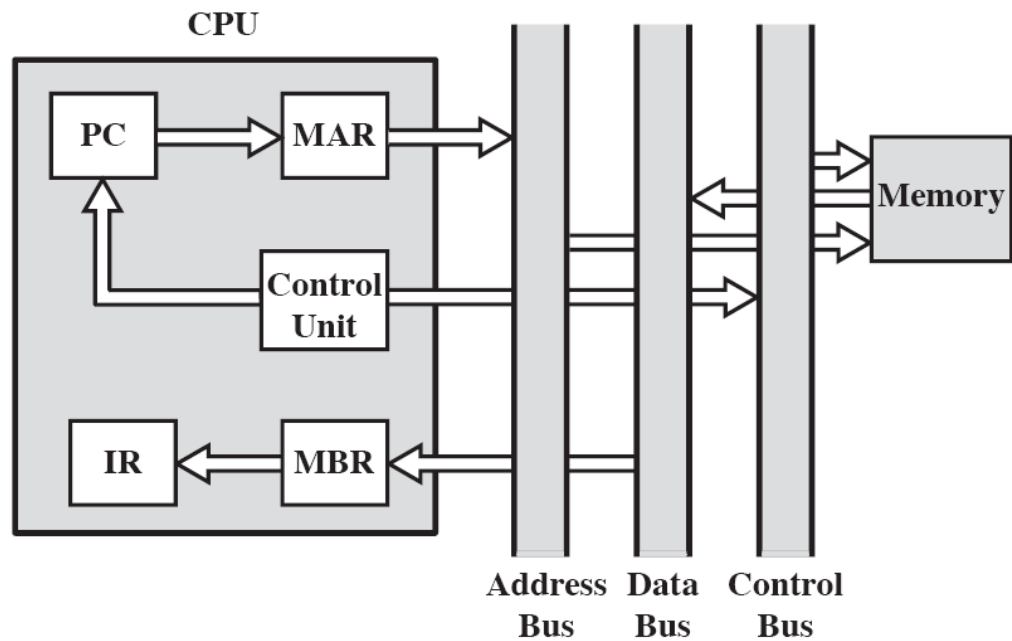 CPU
PC
MAR
Memory
Control
Unit
IR
MBR
Address
Bus
Data
Bus
Control
Bus